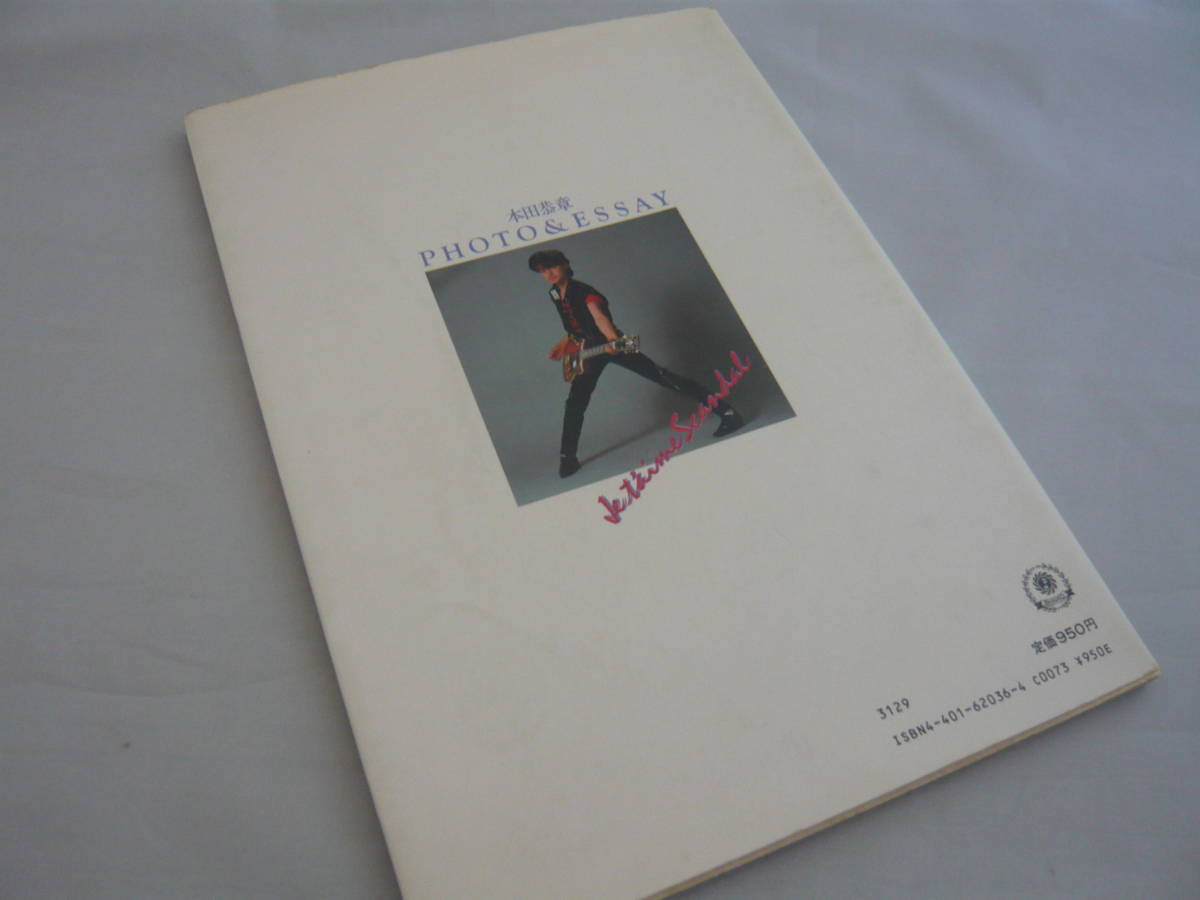 本田恭章
PHOTO & ESSAY
Je t'aime Scandal
定価950円
3129
ISBN4-401-62036-4 C0073 ¥950E